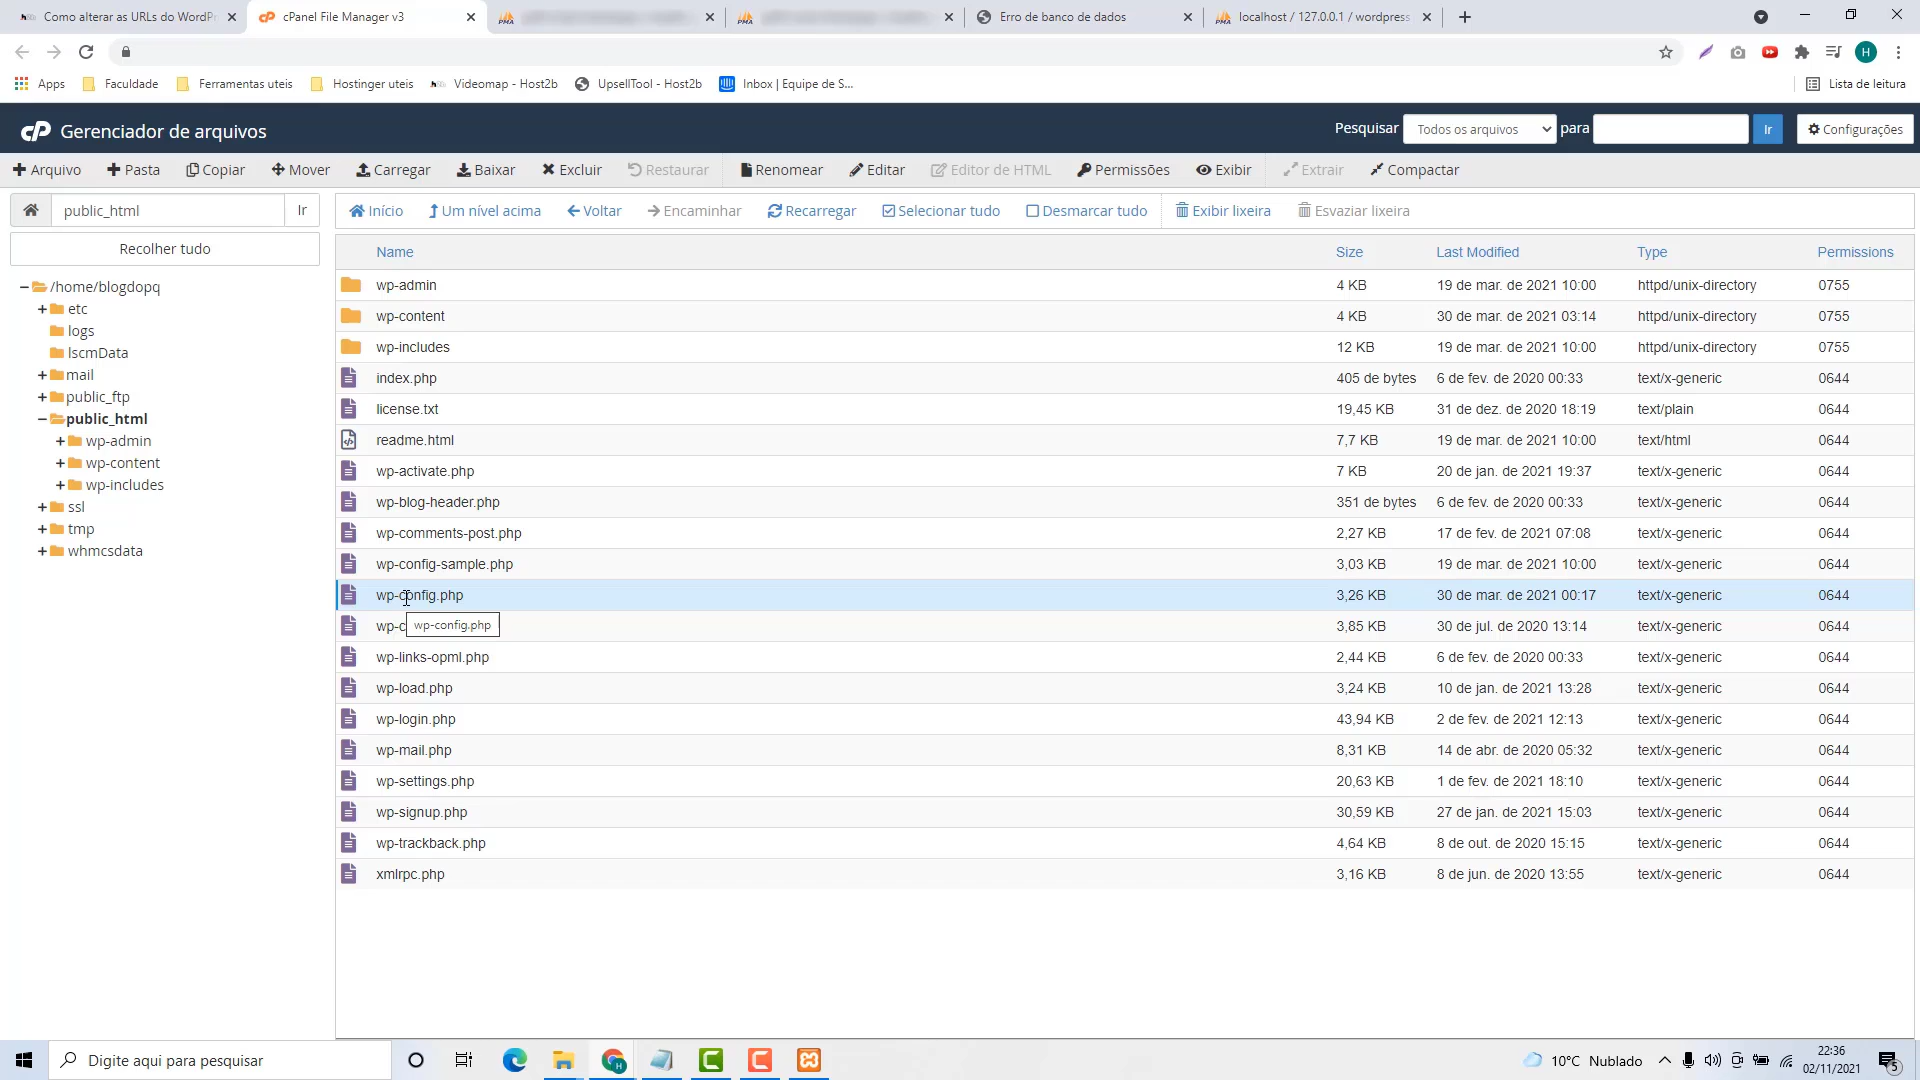 Como alterar as URLs do WordPr
cPanel File Manager v3
Erro de banco de dados
localhost / 127.0.0.1 / wordpress
Apps
Faculdade
Ferramentas uteis
Hostinger uteis
Videomap - Host2b
UpsellTool - Host2b
Inbox | Equipe de S...
Lista de leitura
cP Gerenciador de arquivos
Pesquisar
Todos os arquivos
para
Ir
Configurações
Arquivo
Pasta
Copiar
Mover
Carregar
Baixar
Excluir
Restaurar
Renomear
Editar
Editor de HTML
Permissões
Exibir
Extrair
Compactar
public_html
Ir
Início
Um nível acima
Voltar
Encaminhar
Recarregar
Selecionar tudo
Desmarcar tudo
Exibir lixeira
Esvaziar lixeira
Recolher tudo
/home/blogdopq
etc
logs
lscmData
mail
public_ftp
public_html
wp-admin
wp-content
wp-includes
ssl
tmp
whmcsdata
Name Size Last Modified Type Permissions
wp-admin 4 KB 19 de mar. de 2021 10:00 httpd/unix-directory 0755
wp-content 4 KB 30 de mar. de 2021 03:14 httpd/unix-directory 0755
wp-includes 12 KB 19 de mar. de 2021 10:00 httpd/unix-directory 0755
index.php 405 de bytes 6 de fev. de 2020 00:33 text/x-generic 0644
license.txt 19,45 KB 31 de dez. de 2020 18:19 text/plain 0644
readme.html 7,7 KB 19 de mar. de 2021 10:00 text/html 0644
wp-activate.php 7 KB 20 de jan. de 2021 19:37 text/x-generic 0644
wp-blog-header.php 351 de bytes 6 de fev. de 2020 00:33 text/x-generic 0644
wp-comments-post.php 2,27 KB 17 de fev. de 2021 07:08 text/x-generic 0644
wp-config-sample.php 3,03 KB 19 de mar. de 2021 10:00 text/x-generic 0644
wp-config.php 3,26 KB 30 de mar. de 2021 00:17 text/x-generic 0644
wp-c 3,85 KB 30 de jul. de 2020 13:14 text/x-generic 0644
wp-config.php
wp-links-opml.php 2,44 KB 6 de fev. de 2020 00:33 text/x-generic 0644
wp-load.php 3,24 KB 10 de jan. de 2021 13:28 text/x-generic 0644
wp-login.php 43,94 KB 2 de fev. de 2021 12:13 text/x-generic 0644
wp-mail.php 8,31 KB 14 de abr. de 2020 05:32 text/x-generic 0644
wp-settings.php 20,63 KB 1 de fev. de 2021 18:10 text/x-generic 0644
wp-signup.php 30,59 KB 27 de jan. de 2021 15:03 text/x-generic 0644
wp-trackback.php 4,64 KB 8 de out. de 2020 15:15 text/x-generic 0644
xmlrpc.php 3,16 KB 8 de jun. de 2020 13:55 text/x-generic 0644
Digite aqui para pesquisar
10°C Nublado
22:36
02/11/2021
5